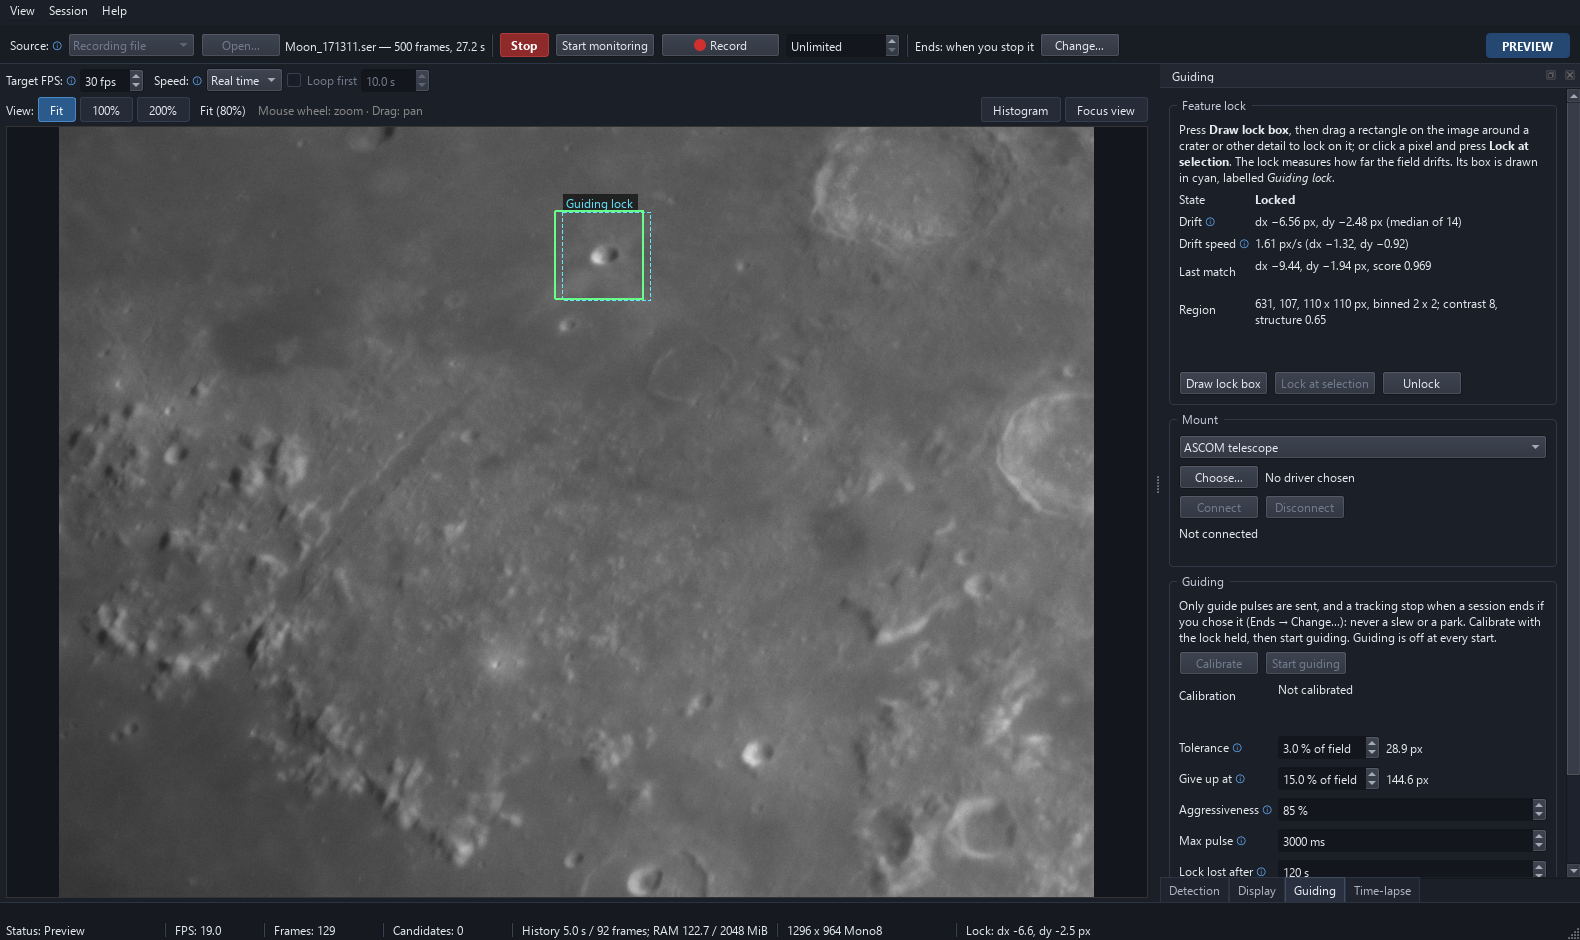 View Session Help
Source: Recording file Open... Moon_171311.ser — 500 frames, 27.2 s Stop Start monitoring Record Unlimited Ends: when you stop it Change... PREVIEW
Target FPS: 30 fps Speed: Real time Loop first 10.0 s
View: Fit 100% 200% Fit (80%) Mouse wheel: zoom · Drag: pan Histogram Focus view
Guiding lock
Guiding
Feature lock
Press Draw lock box, then drag a rectangle on the image around a
crater or other detail to lock on it; or click a pixel and press Lock at
selection. The lock measures how far the field drifts. Its box is drawn
in cyan, labelled Guiding lock.
State Locked
Drift dx −6.56 px, dy −2.48 px (median of 14)
Drift speed 1.61 px/s (dx −1.32, dy −0.92)
Last match dx −9.44, dy −1.94 px, score 0.969
Region 631, 107, 110 x 110 px, binned 2 x 2; contrast 8,
structure 0.65
Draw lock box Lock at selection Unlock
Mount
ASCOM telescope
Choose... No driver chosen
Connect Disconnect
Not connected
Guiding
Only guide pulses are sent, and a tracking stop when a session ends if
you chose it (Ends → Change...): never a slew or a park. Calibrate with
the lock held, then start guiding. Guiding is off at every start.
Calibrate Start guiding
Calibration Not calibrated
Tolerance 3.0 % of field 28.9 px
Give up at 15.0 % of field 144.6 px
Aggressiveness 85 %
Max pulse 3000 ms
Lock lost after 120 s
Detection Display Guiding Time-lapse
Status: Preview FPS: 19.0 Frames: 129 Candidates: 0 History 5.0 s / 92 frames; RAM 122.7 / 2048 MiB 1296 x 964 Mono8 Lock: dx -6.6, dy -2.5 px